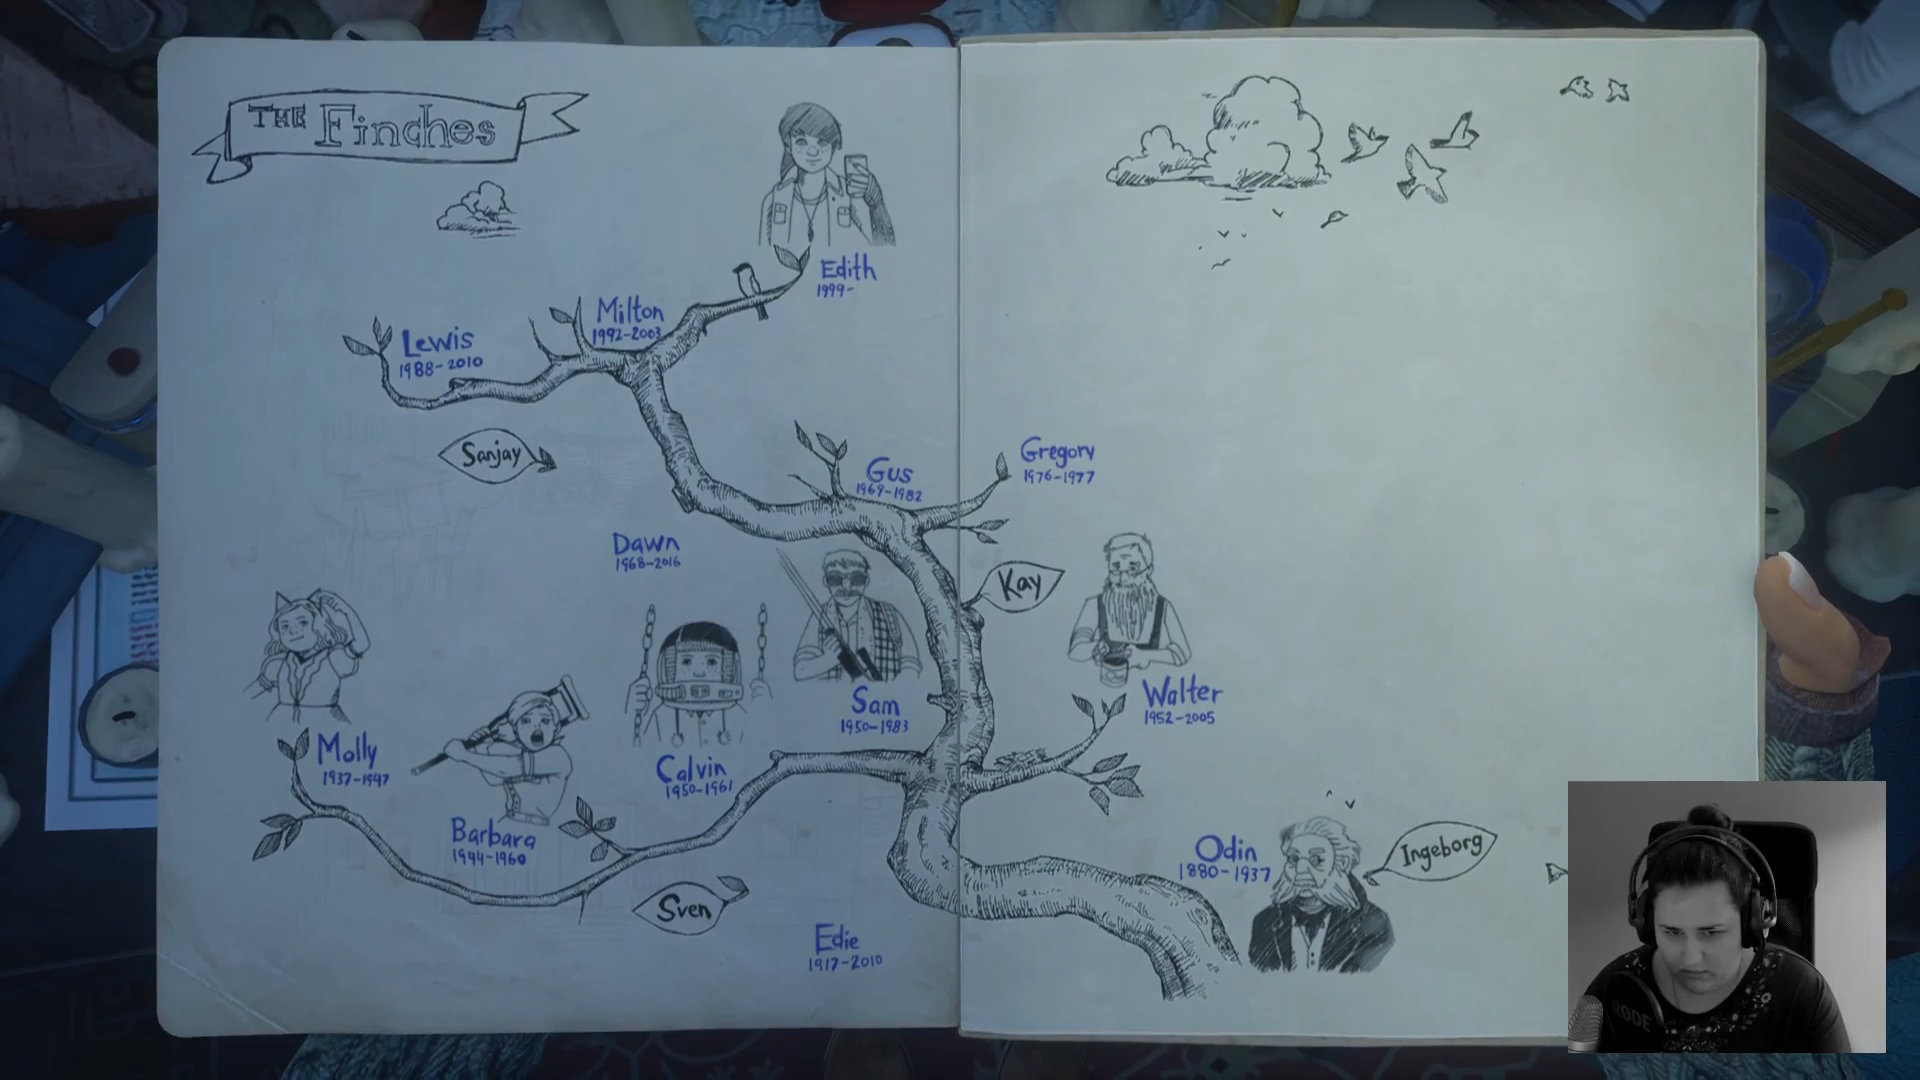 THE Finches
Edith
1999-
Milton
1992-2003
Lewis
1988-2010
Sanjay
Gregory
1976-1977
Gus
1969-1982
Dawn
1968-2016
Kay
Walter
1952-2005
Sam
1950-1983
Calvin
1950-1961
Molly
1937-1947
Barbara
1944-1960
Sven
Odin
1880-1937
Ingeborg
Edie
1917-2010
RØDE